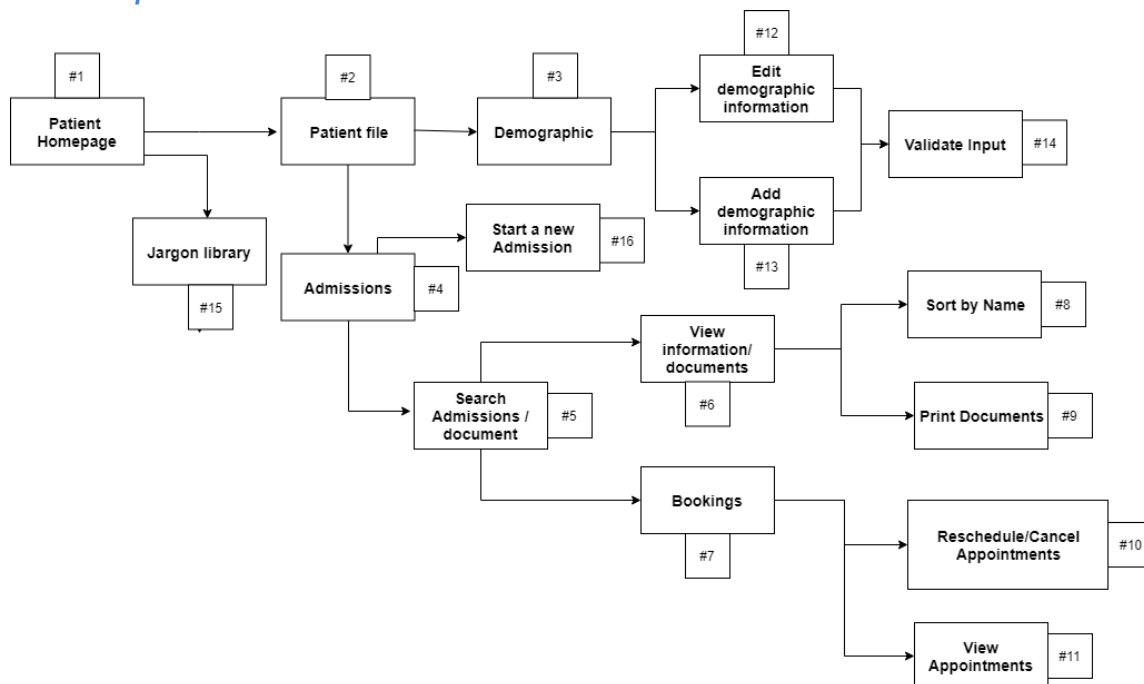 #1
Patient
Homepage
#2
Patient file
#3
Demographic
#12
Edit
demographic
information
Validate Input
#14
Add
demographic
information
#13
Jargon library
#15
Start a new
Admission
#16
Admissions
#4
Search
Admissions /
document
#5
View
information/
documents
#6
Sort by Name
#8
Print Documents
#9
Bookings
#7
Reschedule/Cancel
Appointments
#10
View
Appointments
#11